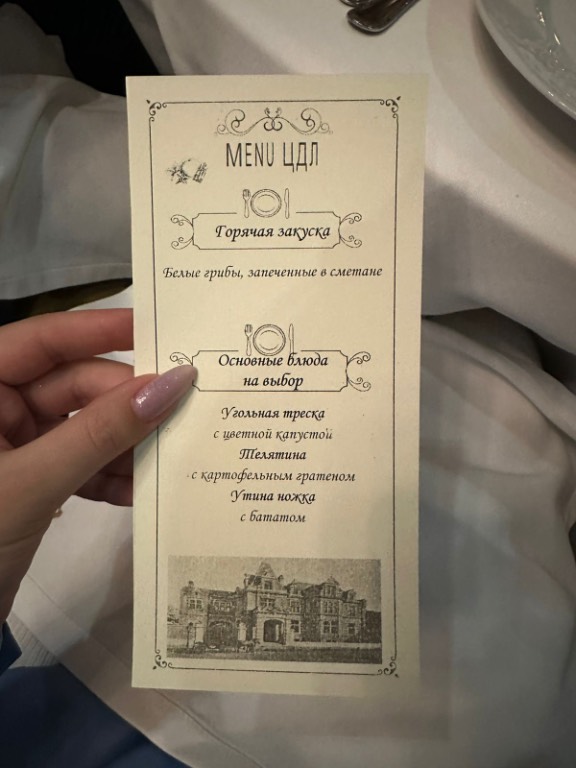 MENU ЦДЛ
Горячая закуска
Белые грибы, запеченные в сметане
Основные блюда
на выбор
Угольная треска
с цветной капустой
Телятина
с картофельным гратеном
Утина ножка
с бататом